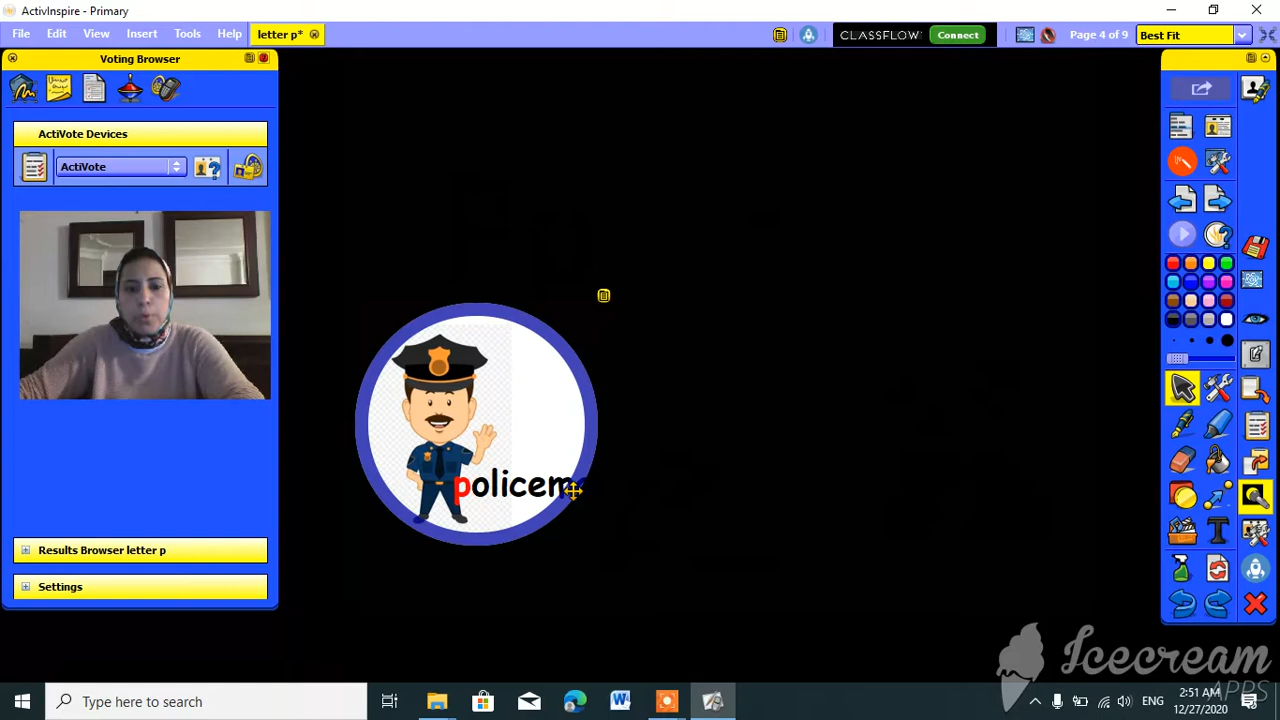 ActivInspire - Primary
File Edit View Insert Tools Help letter p* CLASSFLOW Connect Page 4 of 9 Best Fit
Voting Browser
ActiVote Devices
ActiVote
policem
Results Browser letter p
Settings
Icecream
APPS
Type here to search
ENG
2:51 AM
12/27/2020